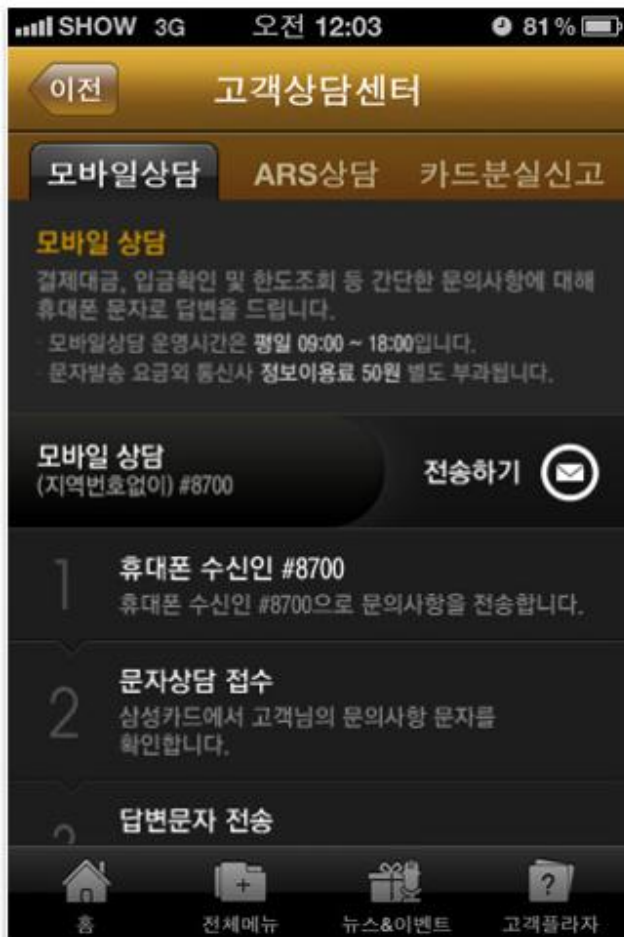 SHOW 3G 오전 12:03 81%
이전 고객상담센터
모바일상담 ARS상담 카드분실신고
모바일 상담
결제대금, 입금확인 및 한도조회 등 간단한 문의사항에 대해
휴대폰 문자로 답변을 드립니다.
· 모바일상담 운영시간은 평일 09:00 ~ 18:00입니다.
· 문자발송 요금외 통신사 정보이용료 50원 별도 부과됩니다.
모바일 상담
(지역번호없이) #8700
전송하기
1 휴대폰 수신인 #8700
휴대폰 수신인 #8700으로 문의사항을 전송합니다.
2 문자상담 접수
삼성카드에서 고객님의 문의사항 문자를
확인합니다.
3 답변문자 전송
홈 전체메뉴 뉴스&이벤트 고객플라자